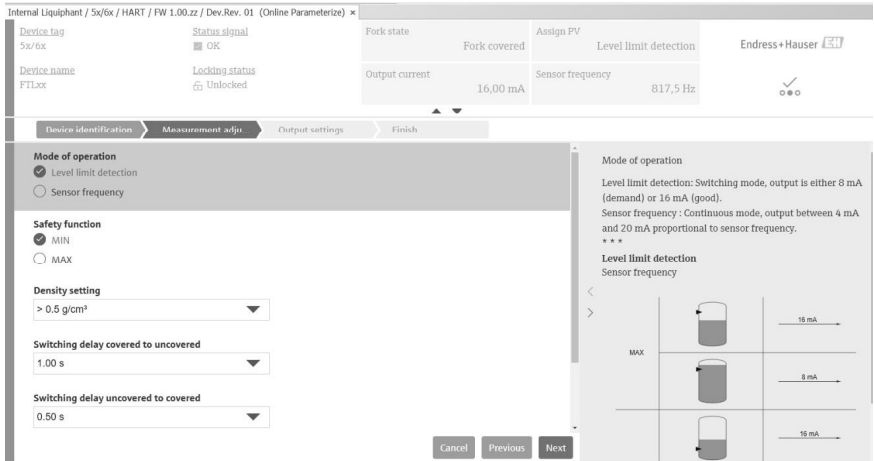 Internal Liquiphant / 5x/6x / HART / FW 1.00.zz / Dev.Rev. 01 (Online Parameterize) ×
Device tag
5x/6x
Status signal
OK
Fork state
Fork covered
Assign PV
Level limit detection
Endress+Hauser EH
Device name
FTLxx
Locking status
Unlocked
Output current
16,00 mA
Sensor frequency
817,5 Hz
Device identification
Measurement adju
Output settings
Finish
Mode of operation
Level limit detection
Sensor frequency
Safety function
MIN
MAX
Density setting
> 0.5 g/cm³
Switching delay covered to uncovered
1.00 s
Switching delay uncovered to covered
0.50 s
Cancel
Previous
Next
Mode of operation
Level limit detection: Switching mode, output is either 8 mA
(demand) or 16 mA (good).
Sensor frequency : Continuous mode, output between 4 mA
and 20 mA proportional to sensor frequency.
* * *
Level limit detection
Sensor frequency
16 mA
MAX
8 mA
16 mA